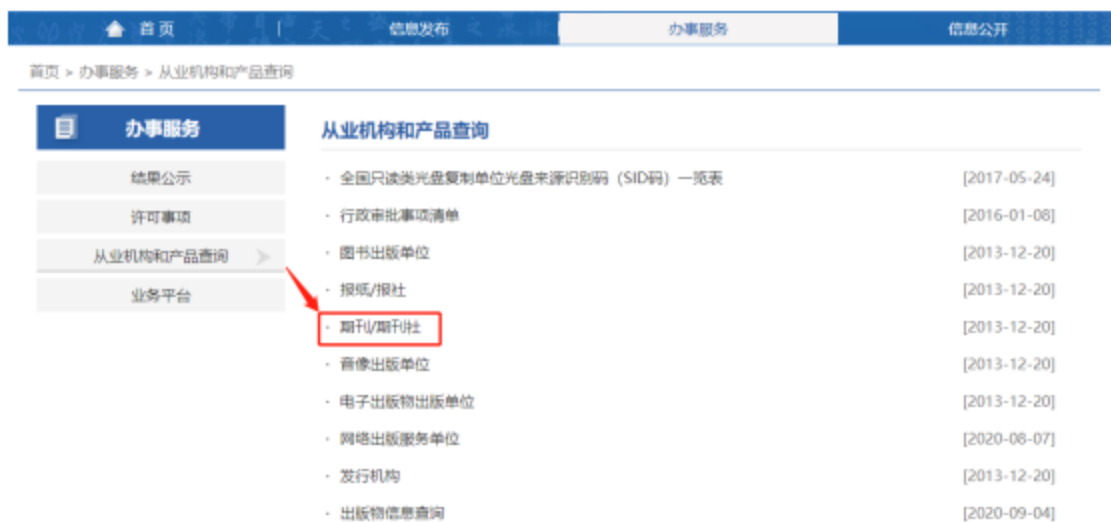 首页 信息发布 办事服务 信息公开
首页 > 办事服务 > 从业机构和产品查询
办事服务
结果公示
许可事项
从业机构和产品查询
业务平台
从业机构和产品查询
· 全国只读类光盘复制单位光盘来源识别码（SID码）一览表 [2017-05-24]
· 行政审批事项清单 [2016-01-08]
· 图书出版单位 [2013-12-20]
· 报纸/报社 [2013-12-20]
· 期刊/期刊社 [2013-12-20]
· 音像出版单位 [2013-12-20]
· 电子出版物出版单位 [2013-12-20]
· 网络出版服务单位 [2020-08-07]
· 发行机构 [2013-12-20]
· 出版物信息查询 [2020-09-04]